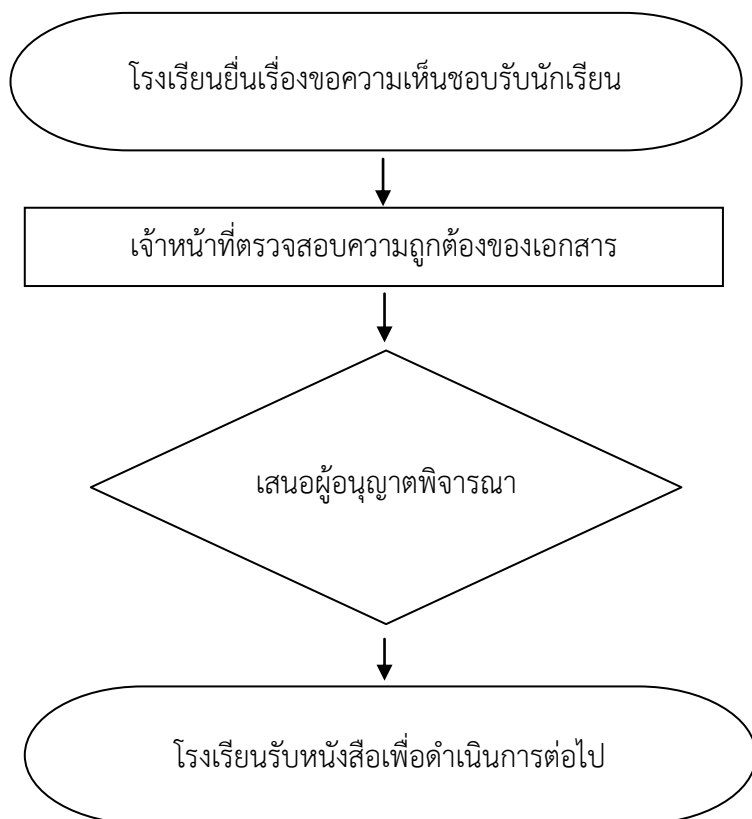 โรงเรียนยื่นเรื่องขอความเห็นชอบรับนักเรียน
เจ้าหน้าที่ตรวจสอบความถูกต้องของเอกสาร
เสนอผู้อนุญาตพิจารณา
โรงเรียนรับหนังสือเพื่อดำเนินการต่อไป